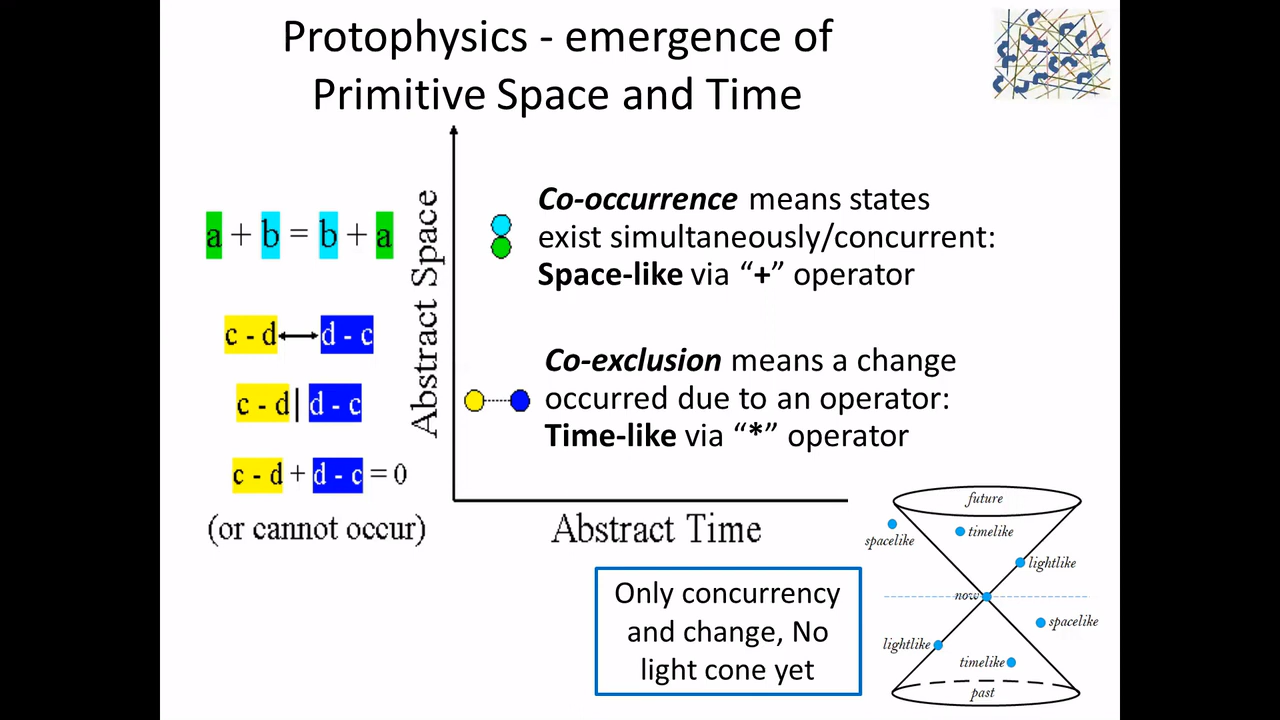 Protophysics - emergence of
Primitive Space and Time
a + b = b + a
c - d ↔ d - c
c - d | d - c
c - d + d - c = 0
(or cannot occur)
Abstract Space
Co-occurrence means states
exist simultaneously/concurrent:
Space-like via “+” operator
Co-exclusion means a change
occurred due to an operator:
Time-like via “*” operator
Abstract Time
Only concurrency
and change, No
light cone yet
future
spacelike
timelike
lightlike
now
spacelike
lightlike
timelike
past